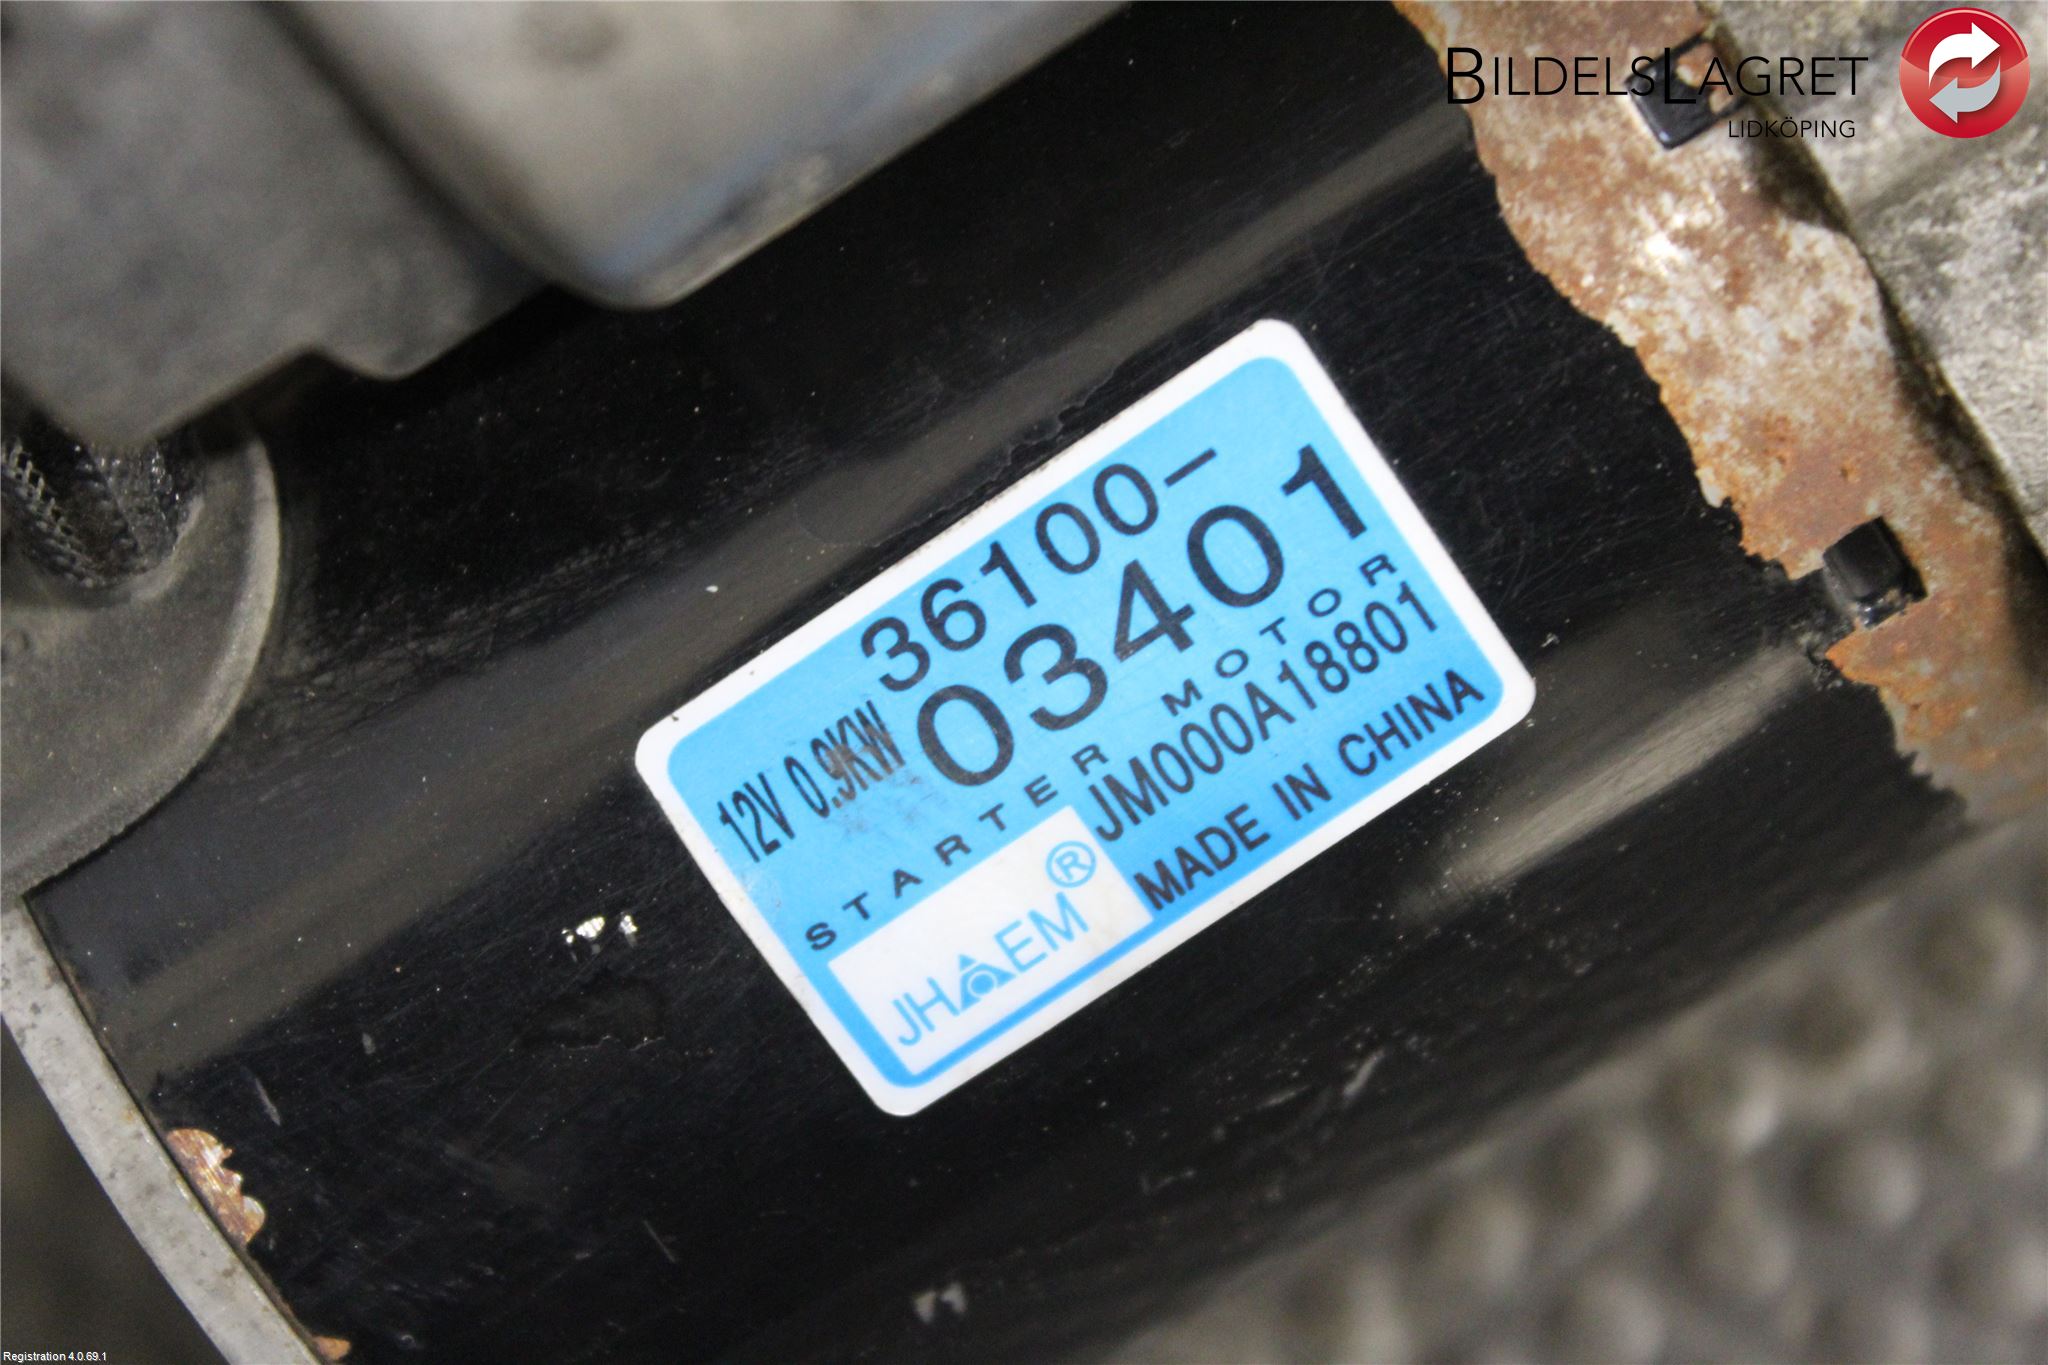 BILDELSLAGRET
LIDKÖPING
36100-
12V 0.9KW 03401
STARTER MOTOR
JHAEM® JM000A18801
MADE IN CHINA
Registration 4.0.69.1